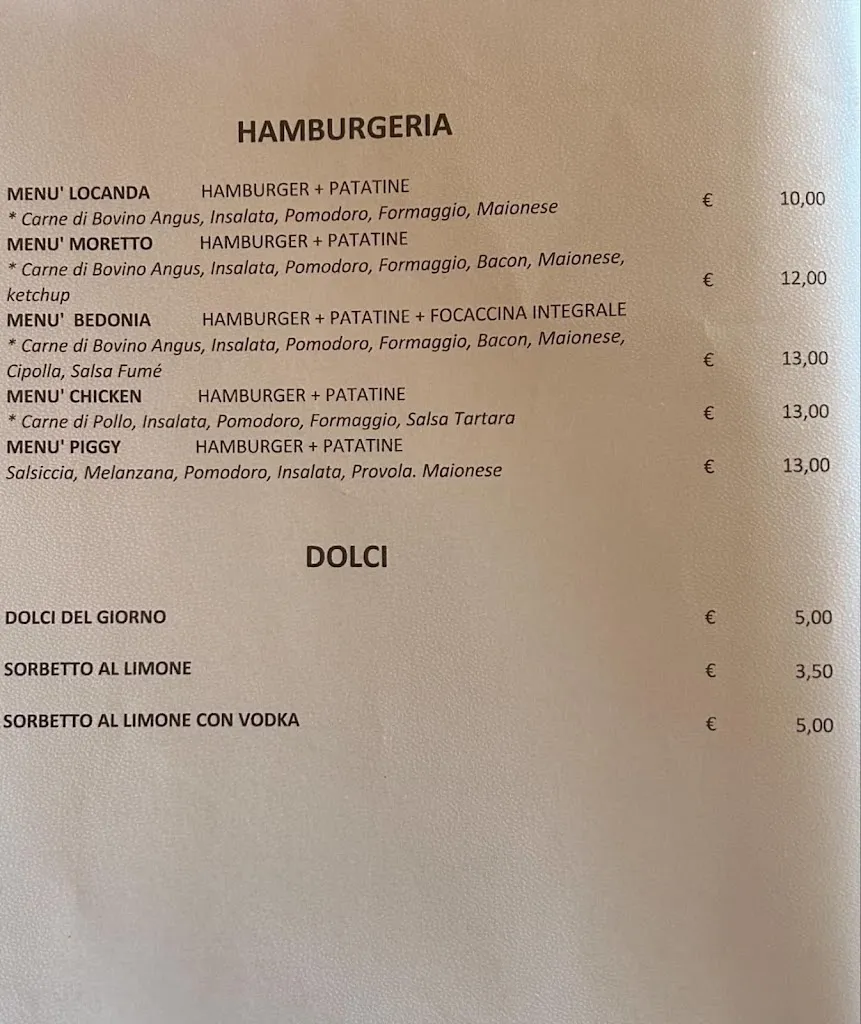 HAMBURGERIA
MENU' LOCANDA HAMBURGER + PATATINE
* Carne di Bovino Angus, Insalata, Pomodoro, Formaggio, Maionese € 10,00
MENU' MORETTO HAMBURGER + PATATINE
* Carne di Bovino Angus, Insalata, Pomodoro, Formaggio, Bacon, Maionese, € 12,00
ketchup
MENU' BEDONIA HAMBURGER + PATATINE + FOCACCINA INTEGRALE
* Carne di Bovino Angus, Insalata, Pomodoro, Formaggio, Bacon, Maionese,
Cipolla, Salsa Fumé € 13,00
MENU' CHICKEN HAMBURGER + PATATINE
* Carne di Pollo, Insalata, Pomodoro, Formaggio, Salsa Tartara € 13,00
MENU' PIGGY HAMBURGER + PATATINE
Salsiccia, Melanzana, Pomodoro, Insalata, Provola. Maionese € 13,00
DOLCI
DOLCI DEL GIORNO € 5,00
SORBETTO AL LIMONE € 3,50
SORBETTO AL LIMONE CON VODKA € 5,00